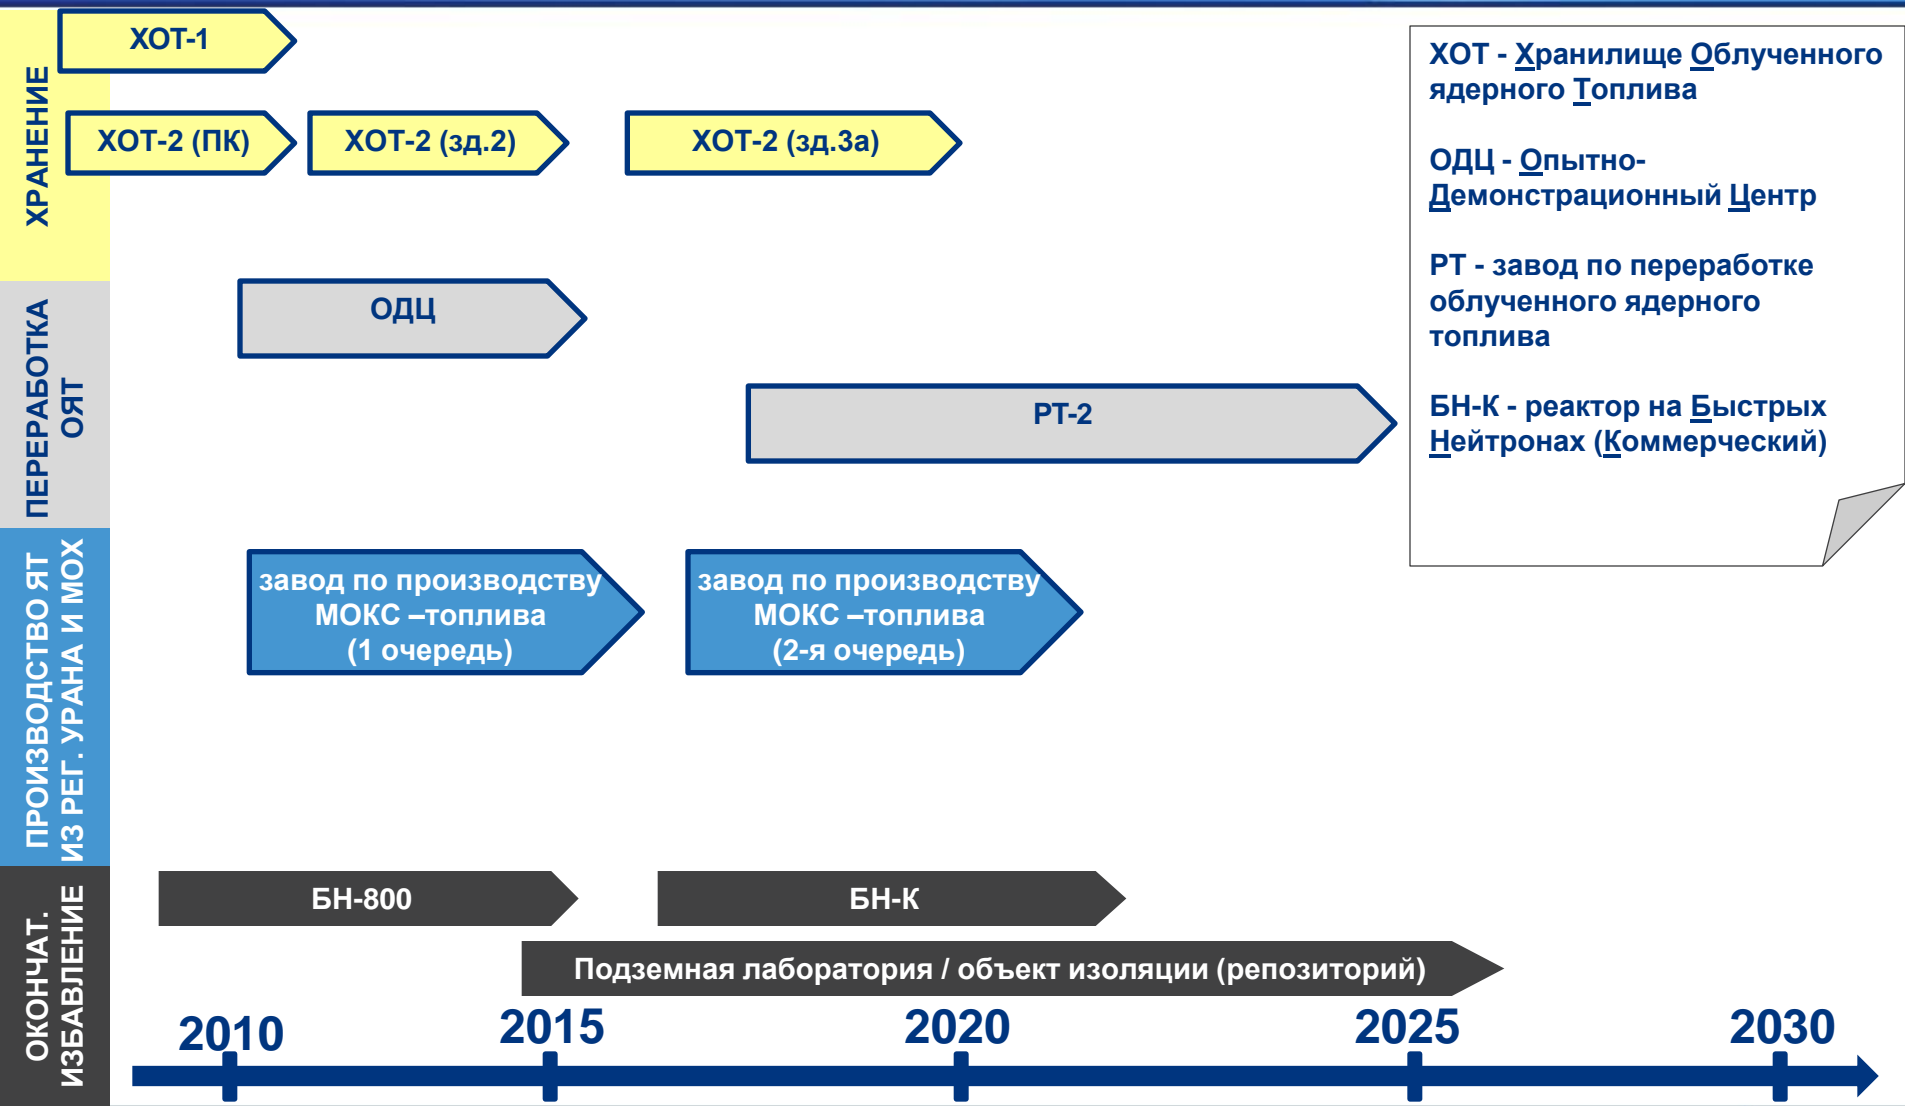 ХРАНЕНИЕ
ХОТ-1
ХОТ-2 (ПК)
ХОТ-2 (зд.2)
ХОТ-2 (зд.3а)
ПЕРЕРАБОТКА
ОЯТ
ОДЦ
РТ-2
ПРОИЗВОДСТВО ЯТ
ИЗ РЕГ. УРАНА И МОХ
завод по производству
МОКС –топлива
(1 очередь)
завод по производству
МОКС –топлива
(2-я очередь)
ОКОНЧАТ.
ИЗБАВЛЕНИЕ
БН-800
БН-К
Подземная лаборатория / объект изоляции (репозиторий)
2010
2015
2020
2025
2030
ХОТ - Хранилище Облученного
ядерного Топлива
ОДЦ - Опытно-
Демонстрационный Центр
РТ - завод по переработке
облученного ядерного
топлива
БН-К - реактор на Быстрых
Нейтронах (Коммерческий)